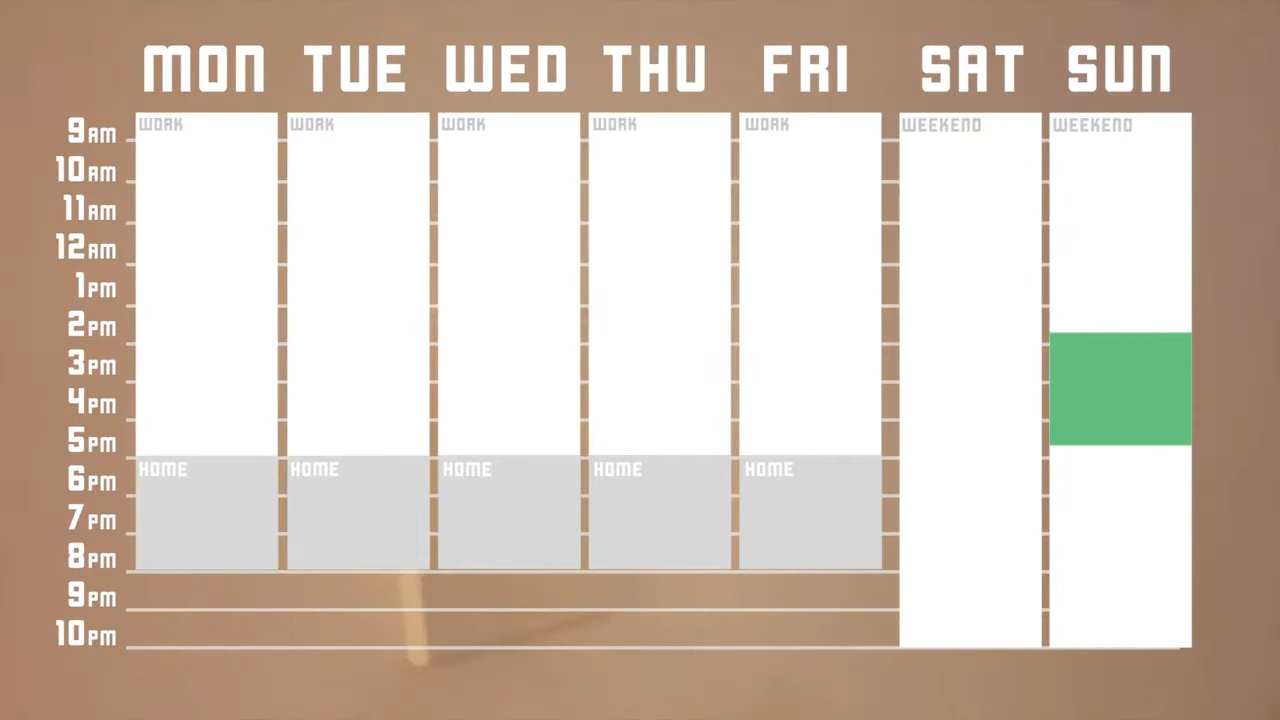 MON TUE WED THU FRI SAT SUN
9AM WORK WORK WORK WORK WORK WEEKEND WEEKEND
10AM
11AM
12AM
1PM
2PM
3PM
4PM
5PM
6PM HOME HOME HOME HOME HOME
7PM
8PM
9PM
10PM